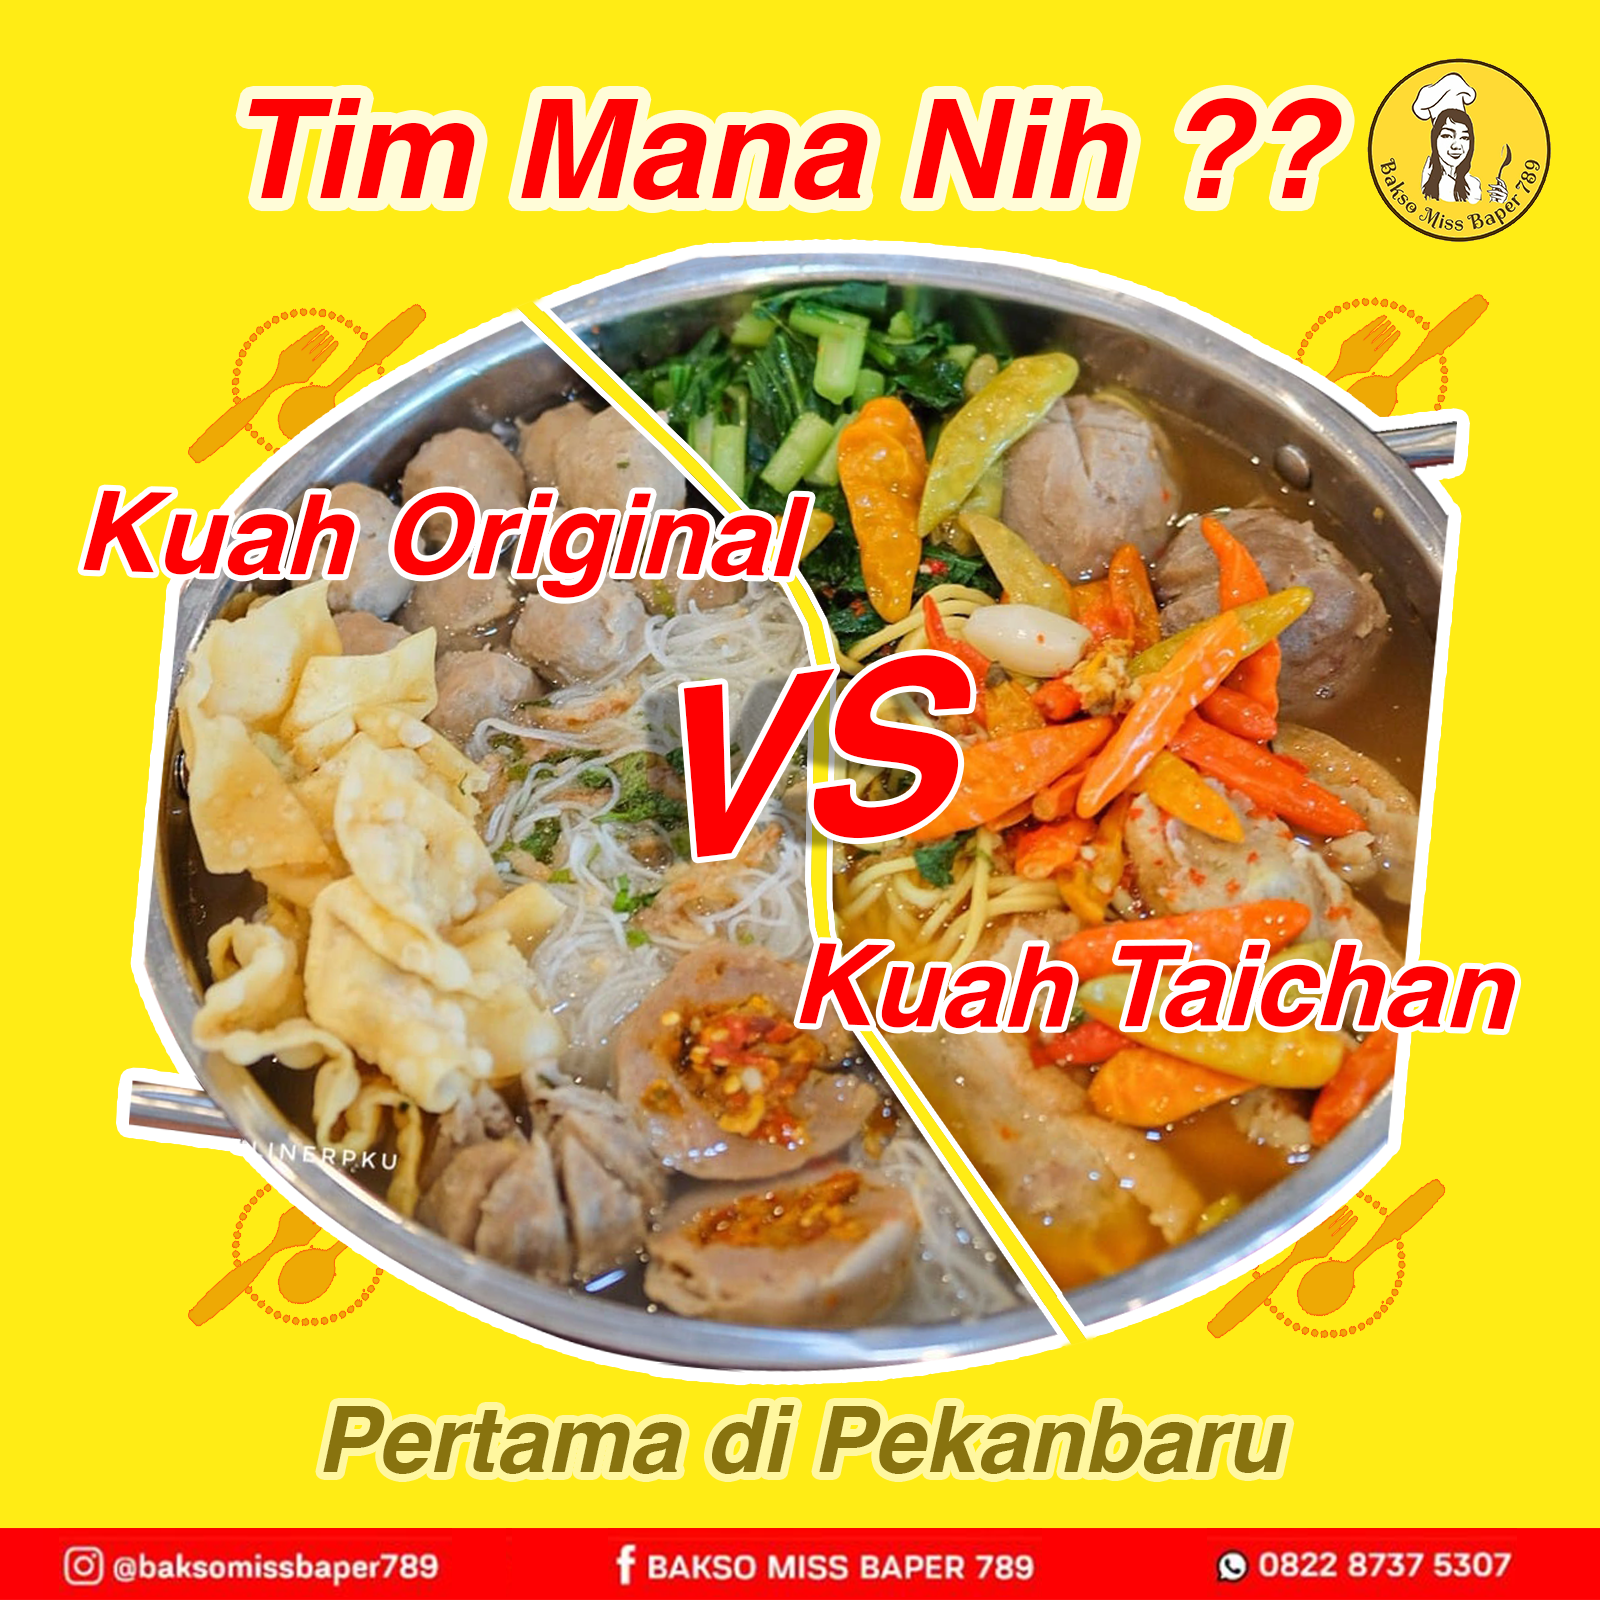 Tim Mana Nih ??
Bakso Miss Baper 789
Kuah Original
VS
Kuah Taichan
LINERPKU
Pertama di Pekanbaru
@baksomissbaper789
BAKSO MISS BAPER 789
0822 8737 5307